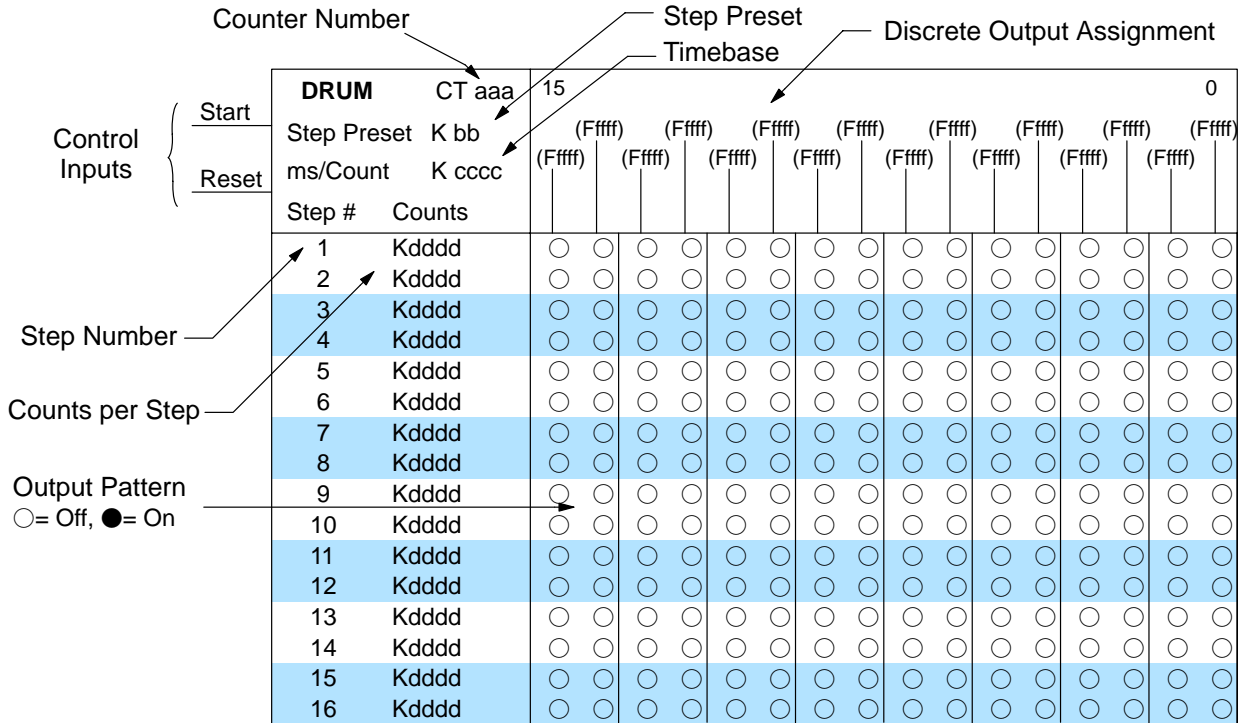 Counter Number
Step Preset
Timebase
Discrete Output Assignment
Control
Inputs
Start
Reset
DRUM CT aaa 15 0
Step Preset K bb
ms/Count K cccc
(Fffff) (Fffff) (Fffff) (Fffff) (Fffff) (Fffff) (Fffff) (Fffff)
(Fffff) (Fffff) (Fffff) (Fffff) (Fffff) (Fffff) (Fffff) (Fffff)
Step # Counts
1 Kdddd
2 Kdddd
3 Kdddd
4 Kdddd
5 Kdddd
6 Kdddd
7 Kdddd
8 Kdddd
9 Kdddd
10 Kdddd
11 Kdddd
12 Kdddd
13 Kdddd
14 Kdddd
15 Kdddd
16 Kdddd
Step Number
Counts per Step
Output Pattern
○= Off, ●= On